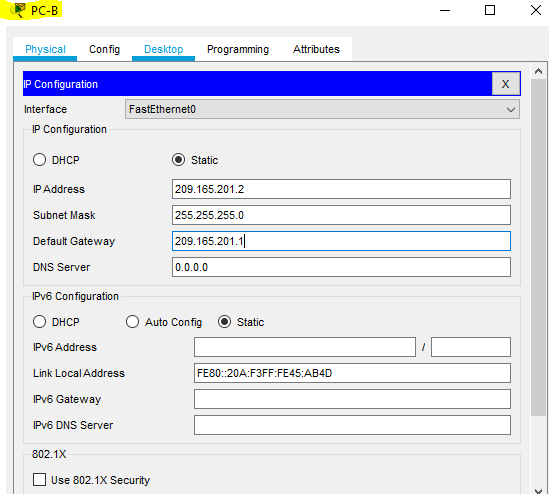 PC-B
Physical Config Desktop Programming Attributes
IP Configuration X
Interface FastEthernet0
IP Configuration
DHCP Static
IP Address 209.165.201.2
Subnet Mask 255.255.255.0
Default Gateway 209.165.201.1
DNS Server 0.0.0.0
IPv6 Configuration
DHCP Auto Config Static
IPv6 Address /
Link Local Address FE80::20A:F3FF:FE45:AB4D
IPv6 Gateway
IPv6 DNS Server
802.1X
Use 802.1X Security